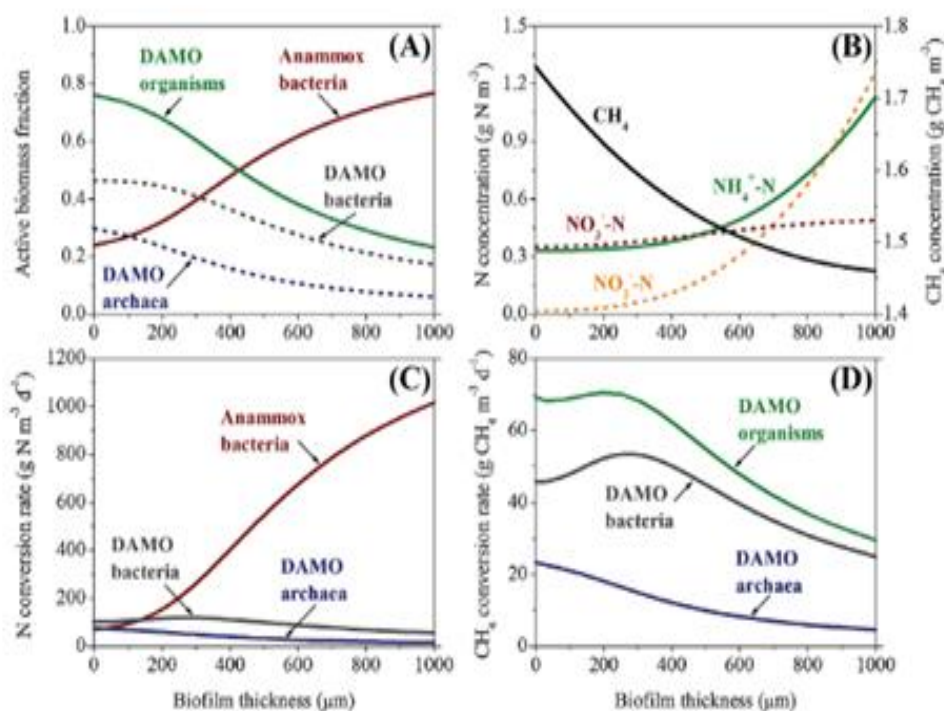 1.0
0.8
0.6
0.4
0.2
0.0
Active biomass fraction
(A)
DAMO
organisms
Anammox
bacteria
DAMO
bacteria
DAMO
archaea
0 200 400 600 800 1000
1.5
1.2
0.9
0.6
0.3
0.0
N concentration (g N m⁻³)
(B)
CH₄
NH₄⁺-N
NO₃⁻-N
NO₂⁻-N
1.8
1.7
1.6
1.5
1.4
CH₄ concentration (g CH₄ m⁻³)
0 200 400 600 800 1000
1200
1000
800
600
400
200
0
N conversion rate (g N m⁻³ d⁻¹)
(C)
Anammox
bacteria
DAMO
bacteria
DAMO
archaea
0 200 400 600 800 1000
Biofilm thickness (μm)
80
60
40
20
0
CH₄ conversion rate (g CH₄ m⁻³ d⁻¹)
(D)
DAMO
organisms
DAMO
bacteria
DAMO
archaea
0 200 400 600 800 1000
Biofilm thickness (μm)